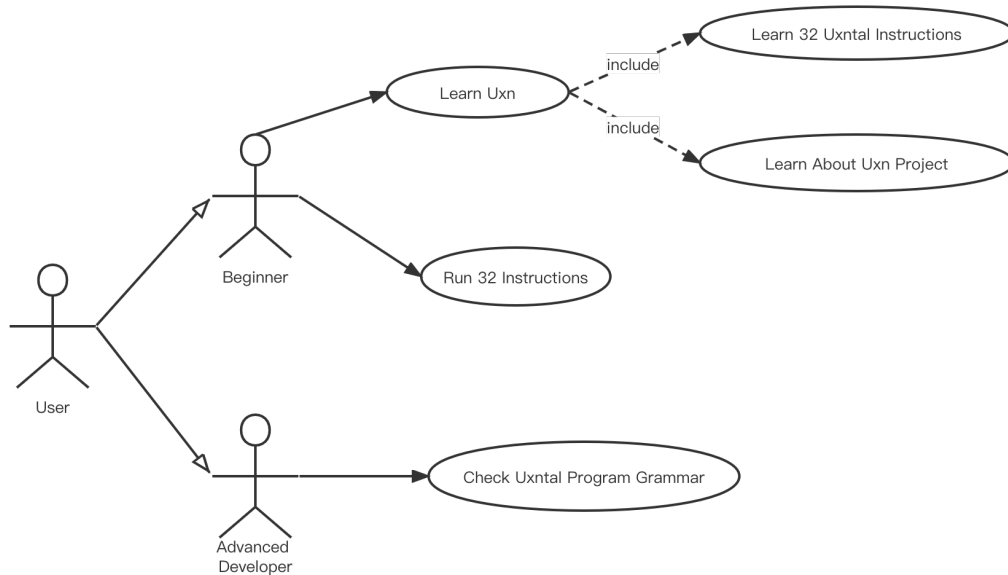 Learn 32 Uxntal Instructions
include
Learn Uxn
include
Learn About Uxn Project
Beginner
Run 32 Instructions
User
Check Uxntal Program Grammar
Advanced
Developer